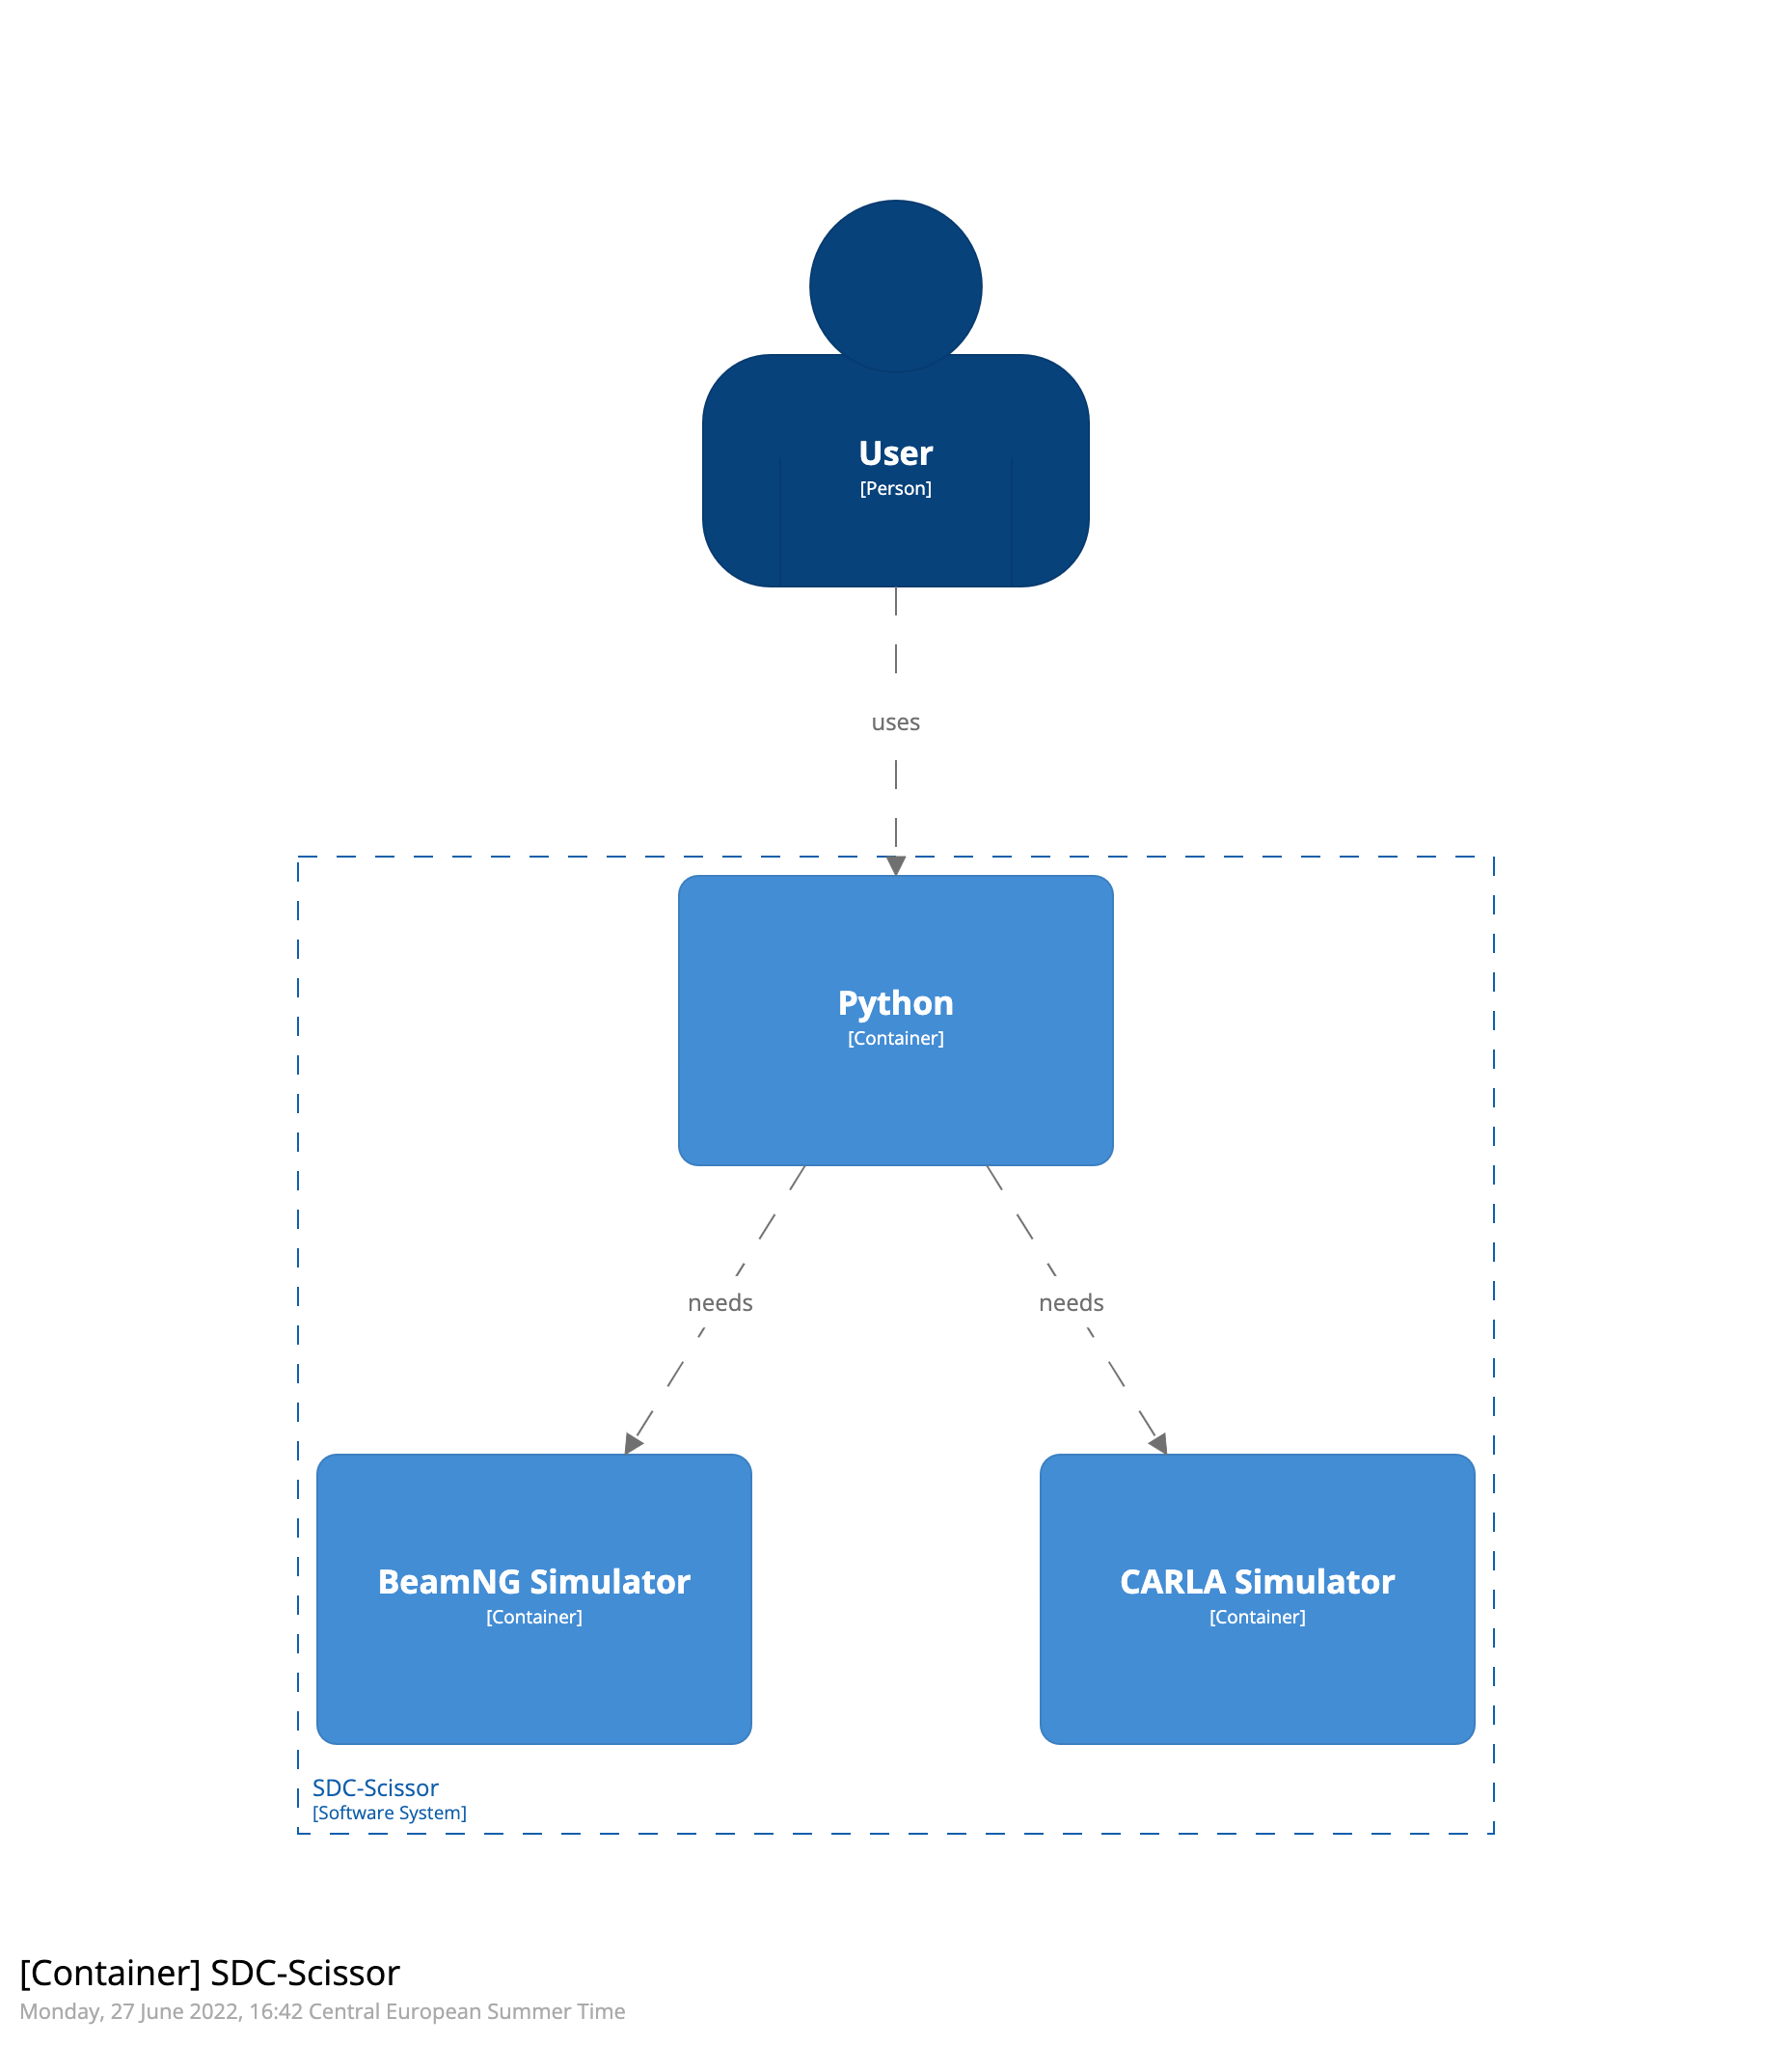 User
[Person]
uses
Python
[Container]
needs
needs
BeamNG Simulator
[Container]
CARLA Simulator
[Container]
SDC-Scissor
[Software System]
[Container] SDC-Scissor
Monday, 27 June 2022, 16:42 Central European Summer Time